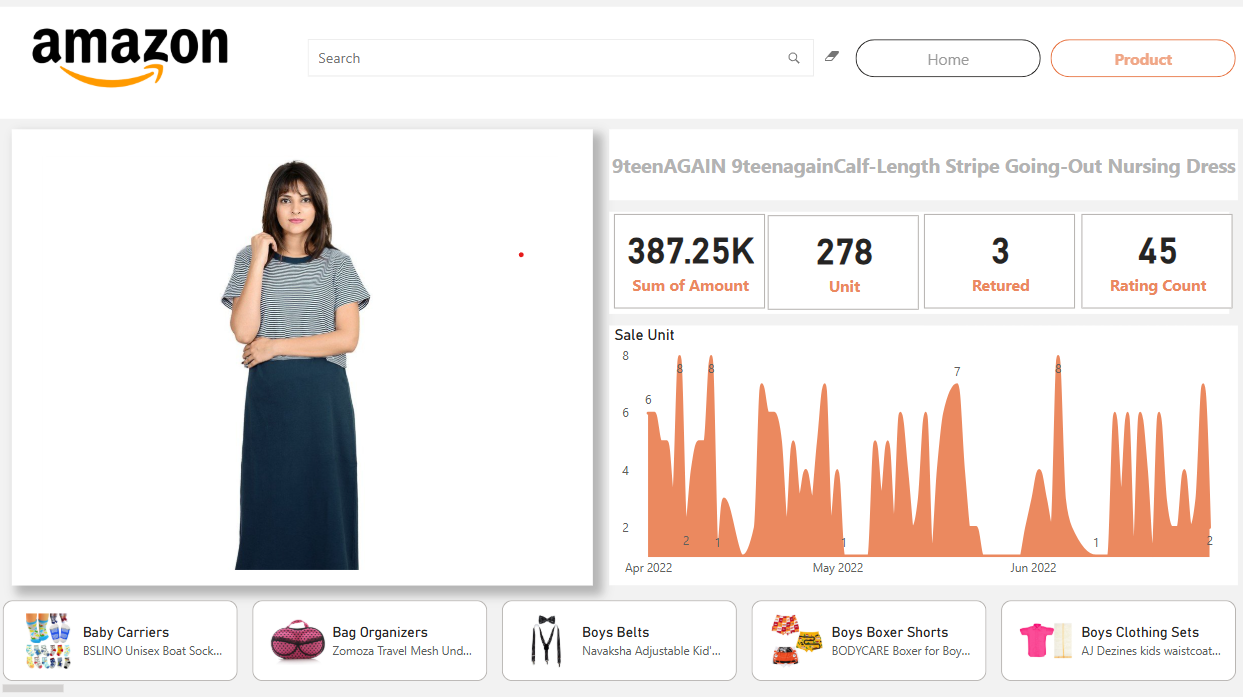 amazon
Search
Home
Product
9teenAGAIN 9teenagainCalf-Length Stripe Going-Out Nursing Dress
387.25K
Sum of Amount
278
Unit
3
Retured
45
Rating Count
Sale Unit
8
6
4
2
6
8
8
2
1
1
7
8
1
2
Apr 2022
May 2022
Jun 2022
Baby Carriers
BSLINO Unisex Boat Sock...
Bag Organizers
Zomoza Travel Mesh Und...
Boys Belts
Navaksha Adjustable Kid'...
Boys Boxer Shorts
BODYCARE Boxer for Boy...
Boys Clothing Sets
AJ Dezines kids waistcoat...